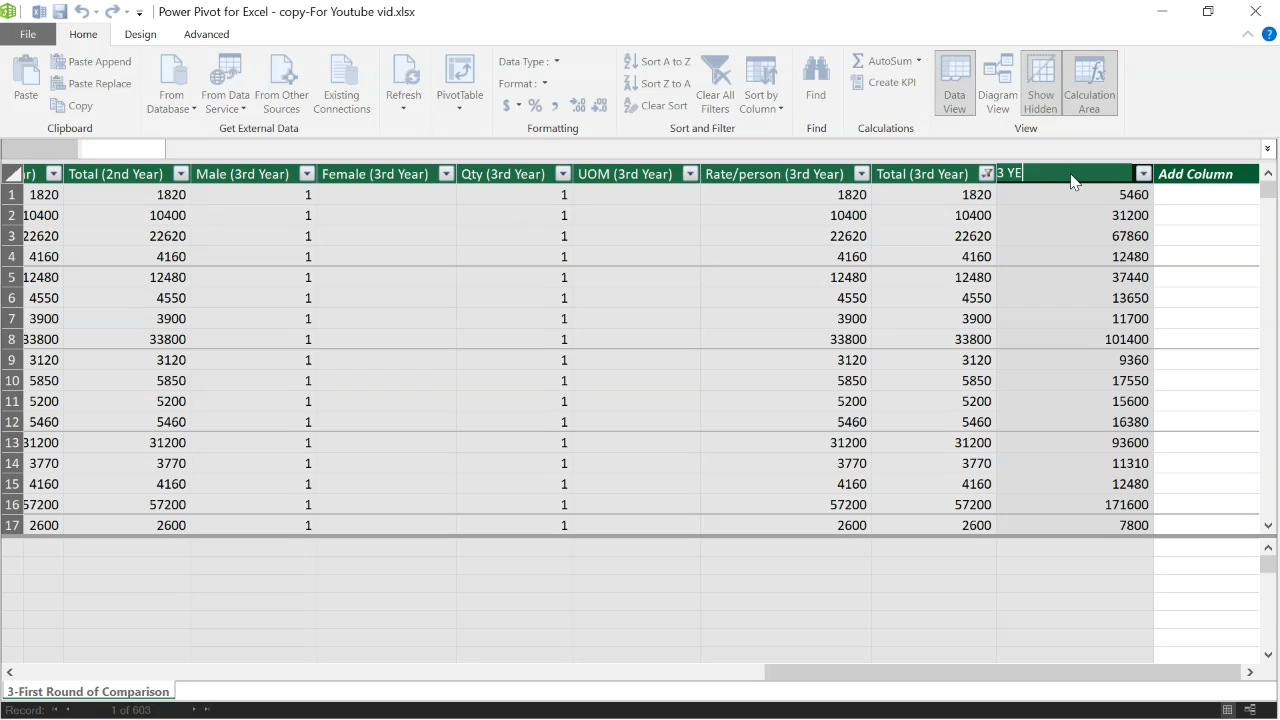 Power Pivot for Excel - copy-For Youtube vid.xlsx
File Home Design Advanced
Paste
Paste Append
Paste Replace
Copy
Clipboard
From Database
From Data Service
From Other Sources
Existing Connections
Get External Data
Refresh
PivotTable
Data Type :
Format :
$ % , .00 .00
Formatting
Sort A to Z
Sort Z to A
Clear Sort
Clear All Filters
Sort by Column
Sort and Filter
Find
Find
AutoSum
Create KPI
Calculations
Data View
Diagram View
Show Hidden
Calculation Area
View
r) Total (2nd Year) Male (3rd Year) Female (3rd Year) Qty (3rd Year) UOM (3rd Year) Rate/person (3rd Year) Total (3rd Year) 3 YE Add Column
1 1820 1820 1 1 1820 1820 5460
2 10400 10400 1 1 10400 10400 31200
3 22620 22620 1 1 22620 22620 67860
4 4160 4160 1 1 4160 4160 12480
5 12480 12480 1 1 12480 12480 37440
6 4550 4550 1 1 4550 4550 13650
7 3900 3900 1 1 3900 3900 11700
8 33800 33800 1 1 33800 33800 101400
9 3120 3120 1 1 3120 3120 9360
10 5850 5850 1 1 5850 5850 17550
11 5200 5200 1 1 5200 5200 15600
12 5460 5460 1 1 5460 5460 16380
13 31200 31200 1 1 31200 31200 93600
14 3770 3770 1 1 3770 3770 11310
15 4160 4160 1 1 4160 4160 12480
16 57200 57200 1 1 57200 57200 171600
17 2600 2600 1 1 2600 2600 7800
3-First Round of Comparison
Record: 1 of 603